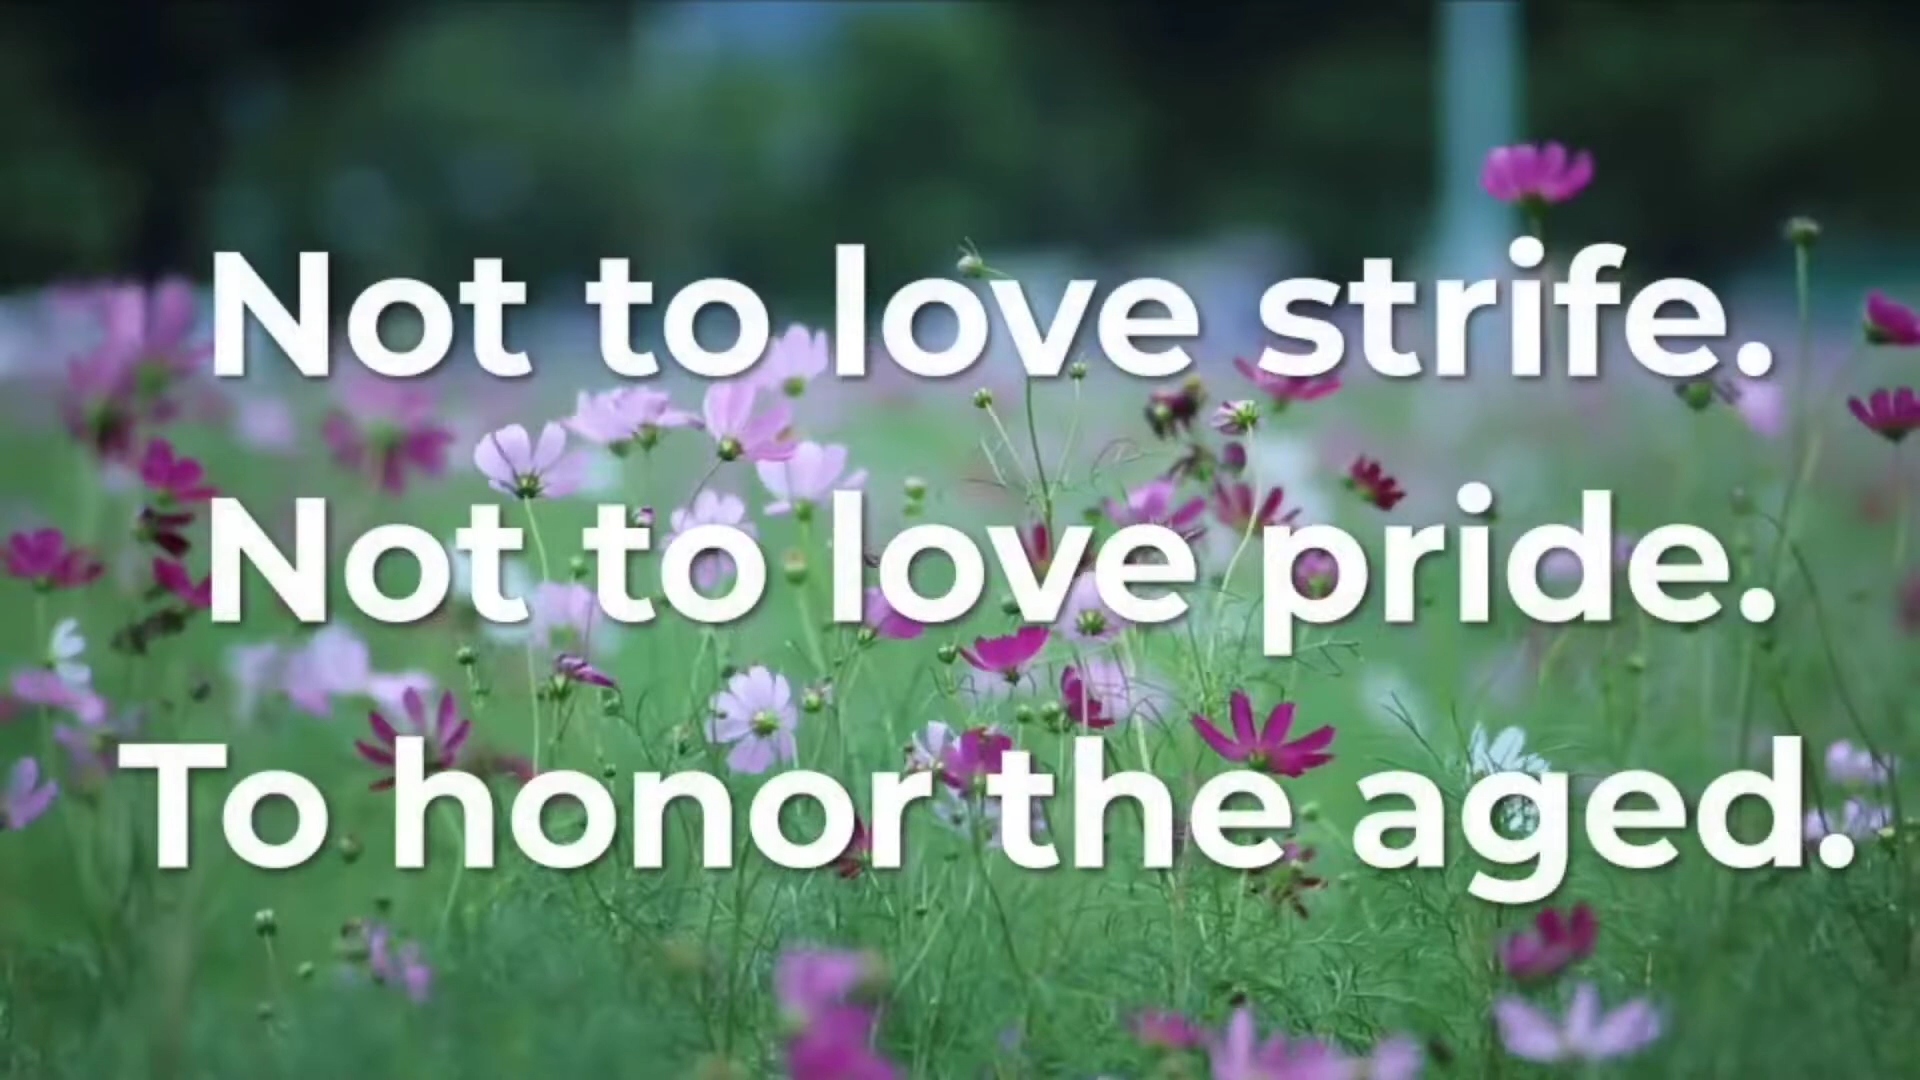 Not to love strife.
Not to love pride.
To honor the aged.